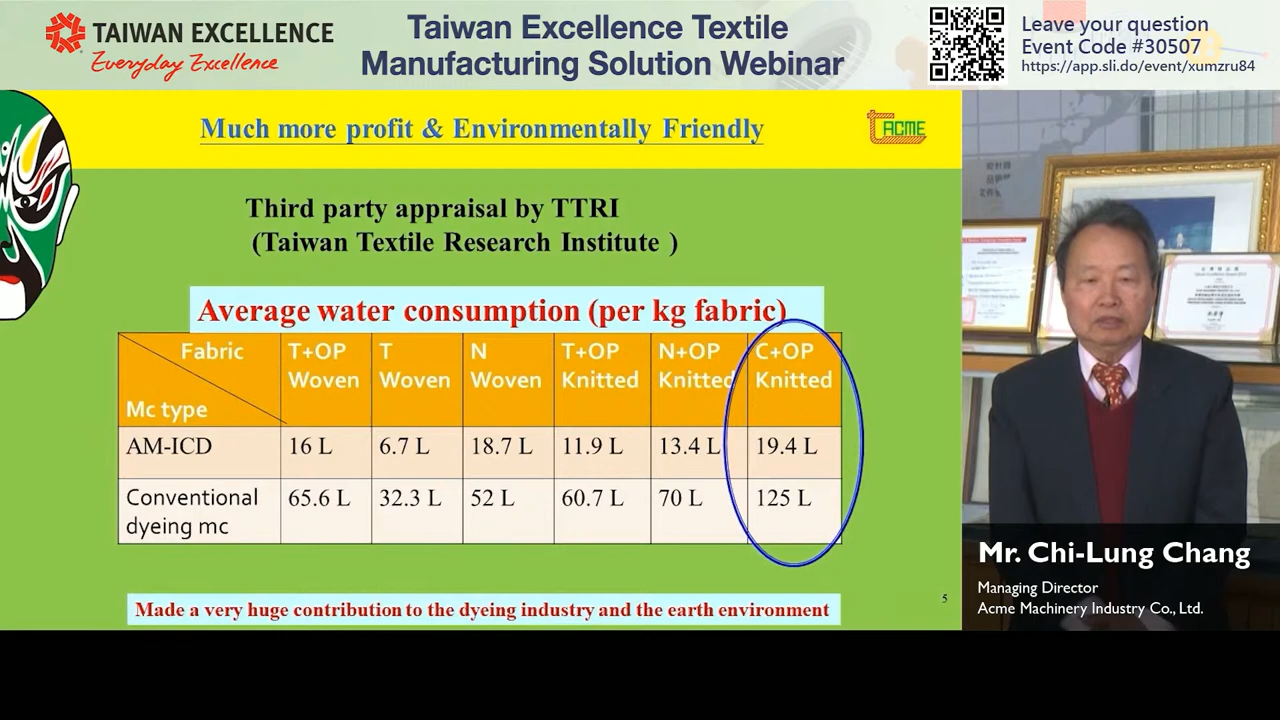 TAIWAN EXCELLENCE
Everyday Excellence
Taiwan Excellence Textile
Manufacturing Solution Webinar
Leave your question
Event Code #30507
https://app.sli.do/event/xumzru84
Much more profit & Environmentally Friendly
ACME
Third party appraisal by TTRI
(Taiwan Textile Research Institute )
Average water consumption (per kg fabric)
Fabric
Mc type
T+OP Woven
T Woven
N Woven
T+OP Knitted
N+OP Knitted
C+OP Knitted
AM-ICD 16 L 6.7 L 18.7 L 11.9 L 13.4 L 19.4 L
Conventional dyeing mc 65.6 L 32.3 L 52 L 60.7 L 70 L 125 L
Made a very huge contribution to the dyeing industry and the earth environment
5
Mr. Chi-Lung Chang
Managing Director
Acme Machinery Industry Co., Ltd.